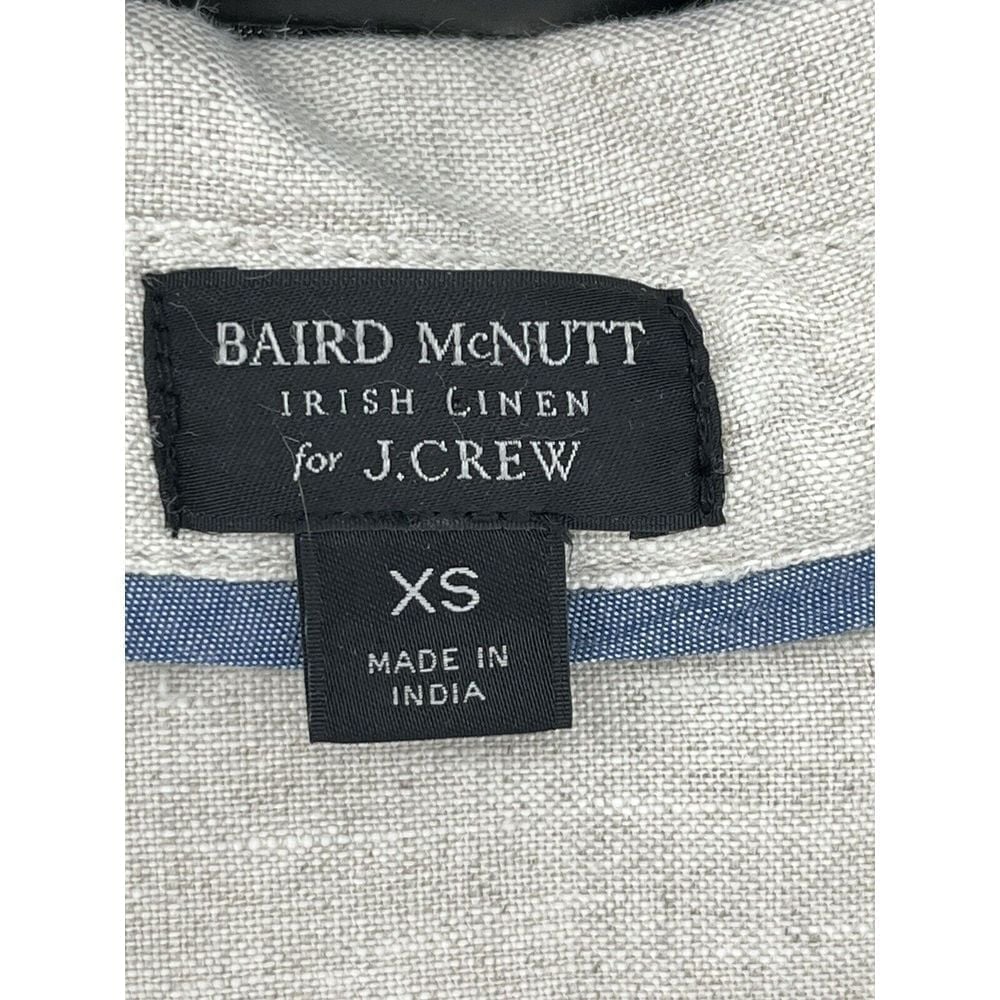 BAIRD McNUTT
IRISH LINEN
for J.CREW
XS
MADE IN
INDIA